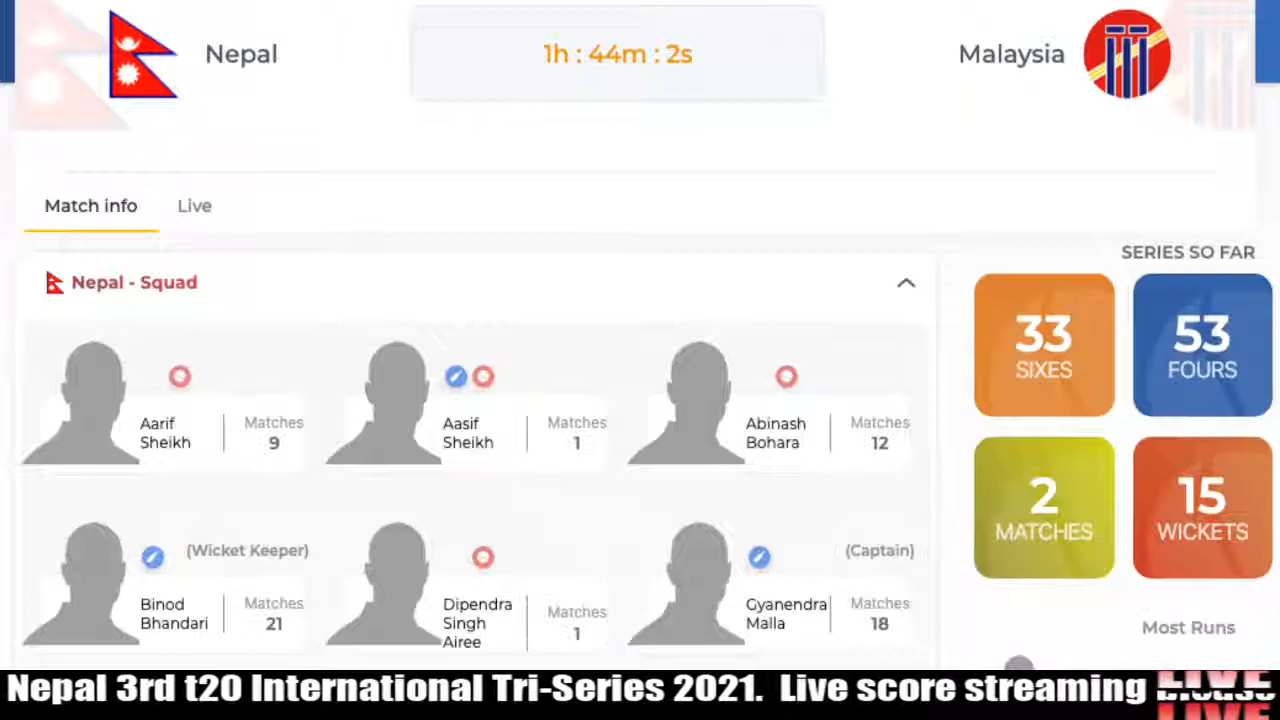 Nepal
1h : 44m : 2s
Malaysia
Match info
Live
SERIES SO FAR
Nepal - Squad
33
SIXES
53
FOURS
Aarif
Sheikh
Matches
9
Aasif
Sheikh
Matches
1
Abinash
Bohara
Matches
12
2
MATCHES
15
WICKETS
(Wicket Keeper)
Binod
Bhandari
Matches
21
Dipendra
Singh
Airee
Matches
1
(Captain)
Gyanendra
Malla
Matches
18
Most Runs
Nepal 3rd t20 International Tri-Series 2021. Live score streaming
LIVE